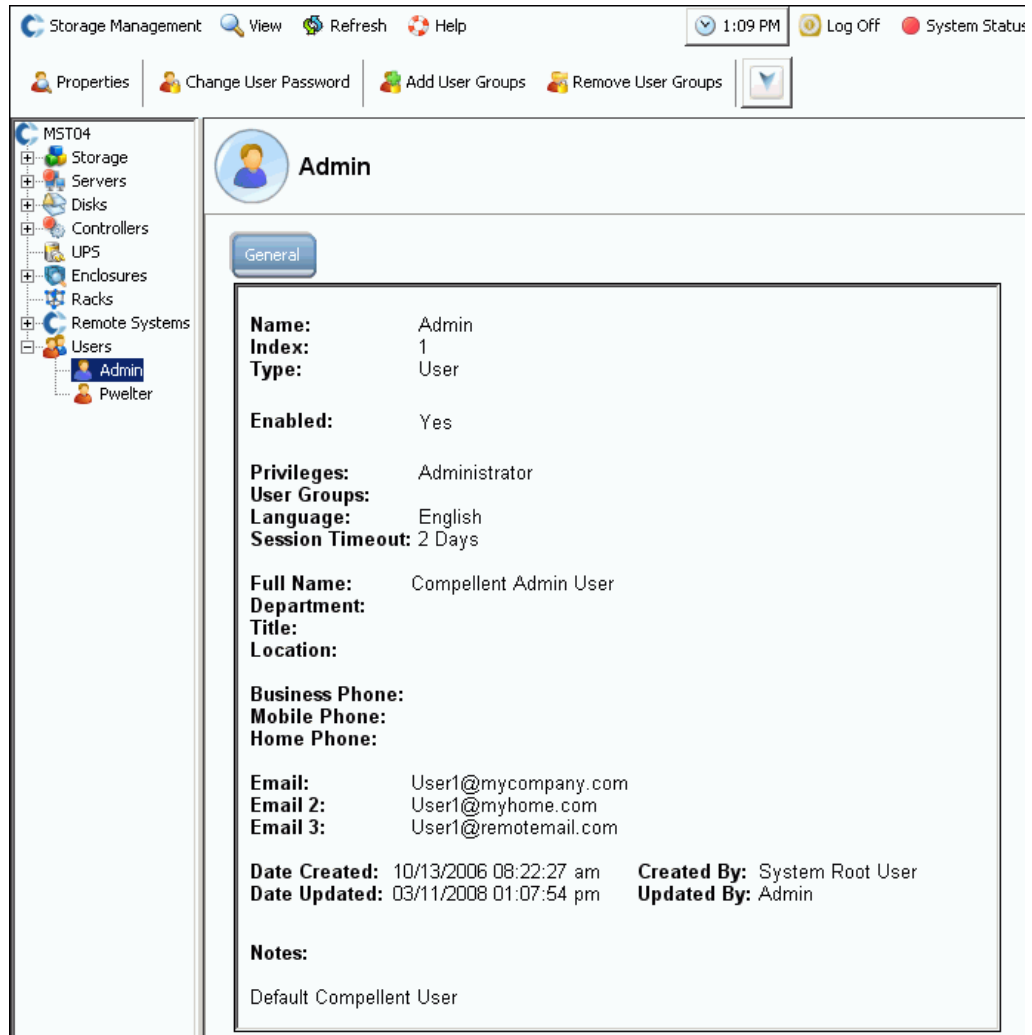 Storage Management View Refresh Help 1:09 PM Log Off System Status
Properties Change User Password Add User Groups Remove User Groups
MST04
Storage
Servers
Disks
Controllers
UPS
Enclosures
Racks
Remote Systems
Users
Admin
Pwelter
Admin
General
Name: Admin
Index: 1
Type: User
Enabled: Yes
Privileges: Administrator
User Groups:
Language: English
Session Timeout: 2 Days
Full Name: Compellent Admin User
Department:
Title:
Location:
Business Phone:
Mobile Phone:
Home Phone:
Email: User1@mycompany.com
Email 2: User1@myhome.com
Email 3: User1@remotemail.com
Date Created: 10/13/2006 08:22:27 am Created By: System Root User
Date Updated: 03/11/2008 01:07:54 pm Updated By: Admin
Notes:
Default Compellent User